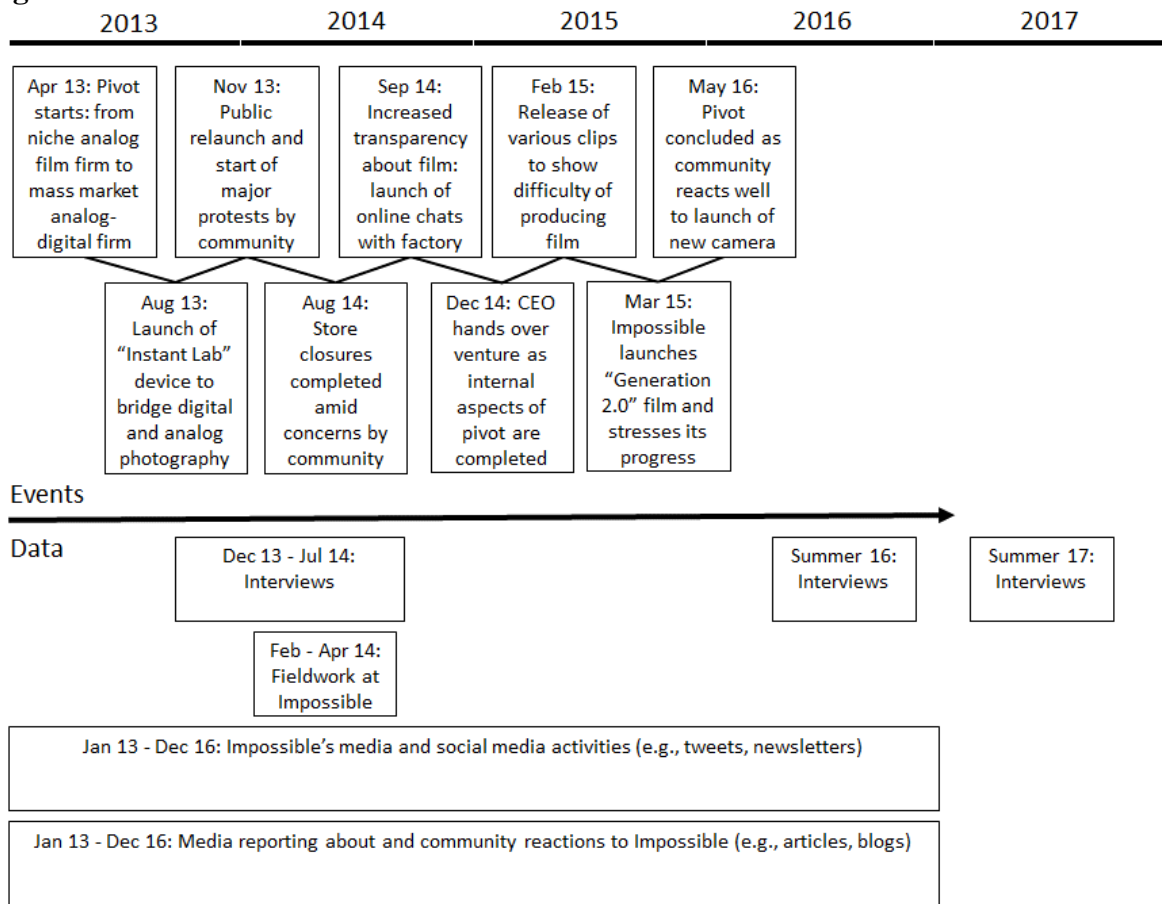 2013 2014 2015 2016 2017
Apr 13: Pivot
starts: from
niche analog
film firm to
mass market
analog-
digital firm
Nov 13:
Public
relaunch and
start of
major
protests by
community
Sep 14:
Increased
transparency
about film:
launch of
online chats
with factory
Feb 15:
Release of
various clips
to show
difficulty of
producing
film
May 16:
Pivot
concluded as
community
reacts well
to launch of
new camera
Aug 13:
Launch of
“Instant Lab”
device to
bridge digital
and analog
photography
Aug 14:
Store
closures
completed
amid
concerns by
community
Dec 14: CEO
hands over
venture as
internal
aspects of
pivot are
completed
Mar 15:
Impossible
launches
“Generation
2.0” film and
stresses its
progress
Events
Data
Dec 13 - Jul 14:
Interviews
Summer 16:
Interviews
Summer 17:
Interviews
Feb - Apr 14:
Fieldwork at
Impossible
Jan 13 - Dec 16: Impossible’s media and social media activities (e.g., tweets, newsletters)
Jan 13 - Dec 16: Media reporting about and community reactions to Impossible (e.g., articles, blogs)